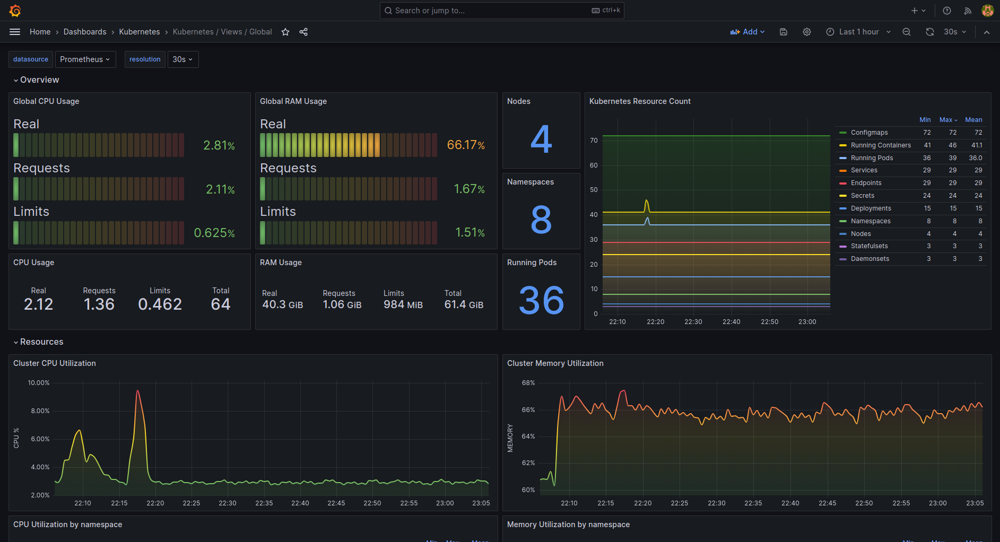 Search or jump to... ctrl+k
Home › Dashboards › Kubernetes › Kubernetes / Views / Global
Add
Last 1 hour
30s
datasource Prometheus resolution 30s
Overview
Global CPU Usage
Real
2.81%
Requests
2.11%
Limits
0.625%
Global RAM Usage
Real
66.17%
Requests
1.67%
Limits
1.51%
Nodes
4
Namespaces
8
Running Pods
36
CPU Usage
Real Requests Limits Total
2.12 1.36 0.462 64
RAM Usage
Real Requests Limits Total
40.3 GiB 1.06 GiB 984 MiB 61.4 GiB
Kubernetes Resource Count
70
60
50
40
30
20
10
0
22:10 22:20 22:30 22:40 22:50 23:00
Min Max Mean
Configmaps 72 72 72
Running Containers 41 46 41.1
Running Pods 36 39 36.0
Services 29 29 29
Endpoints 29 29 29
Secrets 24 24 24
Deployments 15 15 15
Namespaces 8 8 8
Nodes 4 4 4
Statefulsets 3 3 3
Daemonsets 3 3 3
Resources
Cluster CPU Utilization
CPU %
10.00%
8.00%
6.00%
4.00%
2.00%
22:10 22:15 22:20 22:25 22:30 22:35 22:40 22:45 22:50 22:55 23:00 23:05
Cluster Memory Utilization
MEMORY
68%
66%
64%
62%
60%
22:10 22:15 22:20 22:25 22:30 22:35 22:40 22:45 22:50 22:55 23:00 23:05
CPU Utilization by namespace
Min Max Mean
Memory Utilization by namespace
Min Max Mean